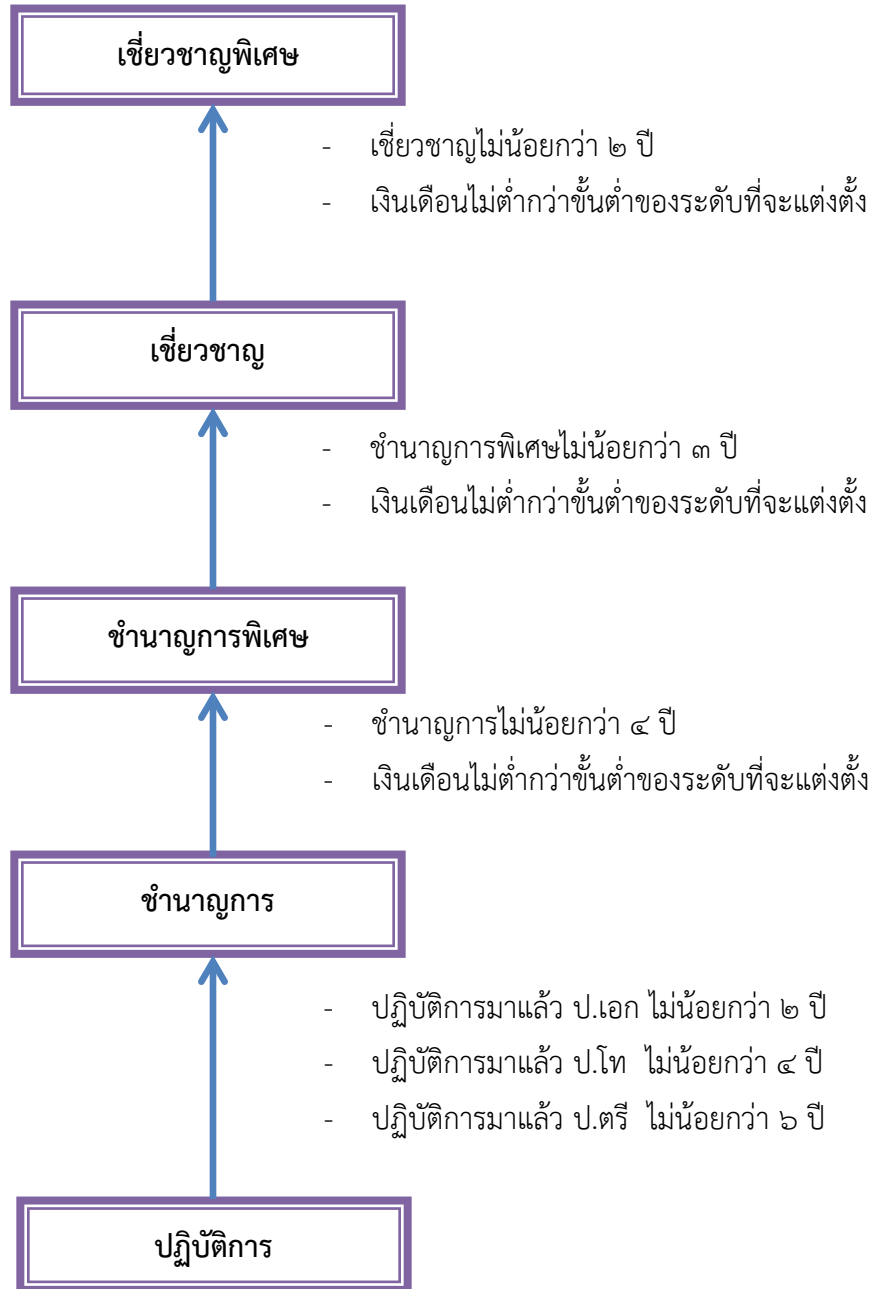 เชี่ยวชาญพิเศษ
- เชี่ยวชาญไม่น้อยกว่า ๒ ปี
- เงินเดือนไม่ต่ำกว่าขั้นต่ำของระดับที่จะแต่งตั้ง
เชี่ยวชาญ
- ชำนาญการพิเศษไม่น้อยกว่า ๓ ปี
- เงินเดือนไม่ต่ำกว่าขั้นต่ำของระดับที่จะแต่งตั้ง
ชำนาญการพิเศษ
- ชำนาญการไม่น้อยกว่า ๔ ปี
- เงินเดือนไม่ต่ำกว่าขั้นต่ำของระดับที่จะแต่งตั้ง
ชำนาญการ
- ปฏิบัติการมาแล้ว ป.เอก ไม่น้อยกว่า ๒ ปี
- ปฏิบัติการมาแล้ว ป.โท ไม่น้อยกว่า ๔ ปี
- ปฏิบัติการมาแล้ว ป.ตรี ไม่น้อยกว่า ๖ ปี
ปฏิบัติการ